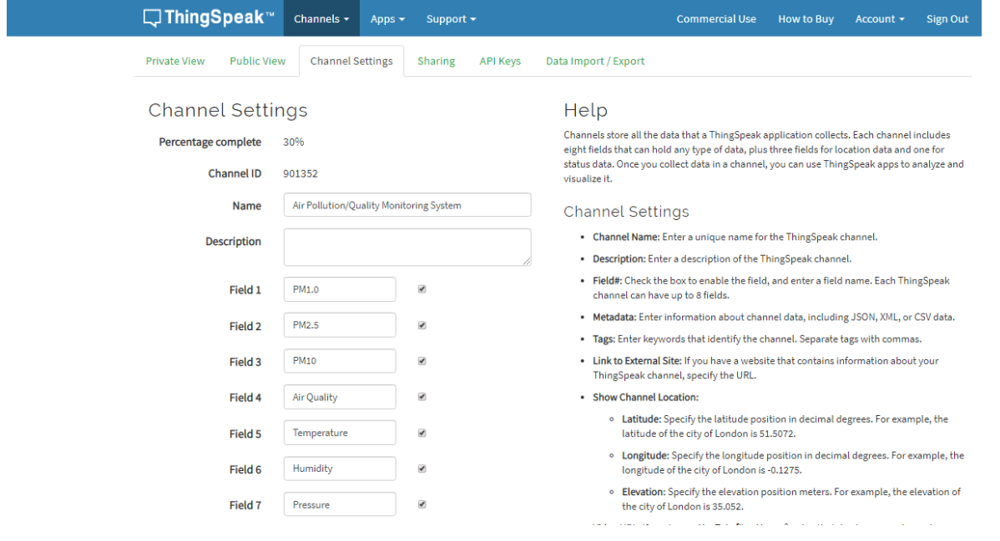 ThingSpeak™
Channels
Apps
Support
Commercial Use
How to Buy
Account
Sign Out
Private View
Public View
Channel Settings
Sharing
API Keys
Data Import / Export
Channel Settings
Percentage complete 30%
Channel ID 901352
Name Air Pollution/Quality Monitoring System
Description
Field 1 PM1.0
Field 2 PM2.5
Field 3 PM10
Field 4 Air Quality
Field 5 Temperature
Field 6 Humidity
Field 7 Pressure
Help
Channels store all the data that a ThingSpeak application collects. Each channel includes
eight fields that can hold any type of data, plus three fields for location data and one for
status data. Once you collect data in a channel, you can use ThingSpeak apps to analyze and
visualize it.
Channel Settings
• Channel Name: Enter a unique name for the ThingSpeak channel.
• Description: Enter a description of the ThingSpeak channel.
• Field#: Check the box to enable the field, and enter a field name. Each ThingSpeak
channel can have up to 8 fields.
• Metadata: Enter information about channel data, including JSON, XML, or CSV data.
• Tags: Enter keywords that identify the channel. Separate tags with commas.
• Link to External Site: If you have a website that contains information about your
ThingSpeak channel, specify the URL.
• Show Channel Location:
◦ Latitude: Specify the latitude position in decimal degrees. For example, the
latitude of the city of London is 51.5072.
◦ Longitude: Specify the longitude position in decimal degrees. For example, the
longitude of the city of London is -0.1275.
◦ Elevation: Specify the elevation position meters. For example, the elevation of
the city of London is 35.052.